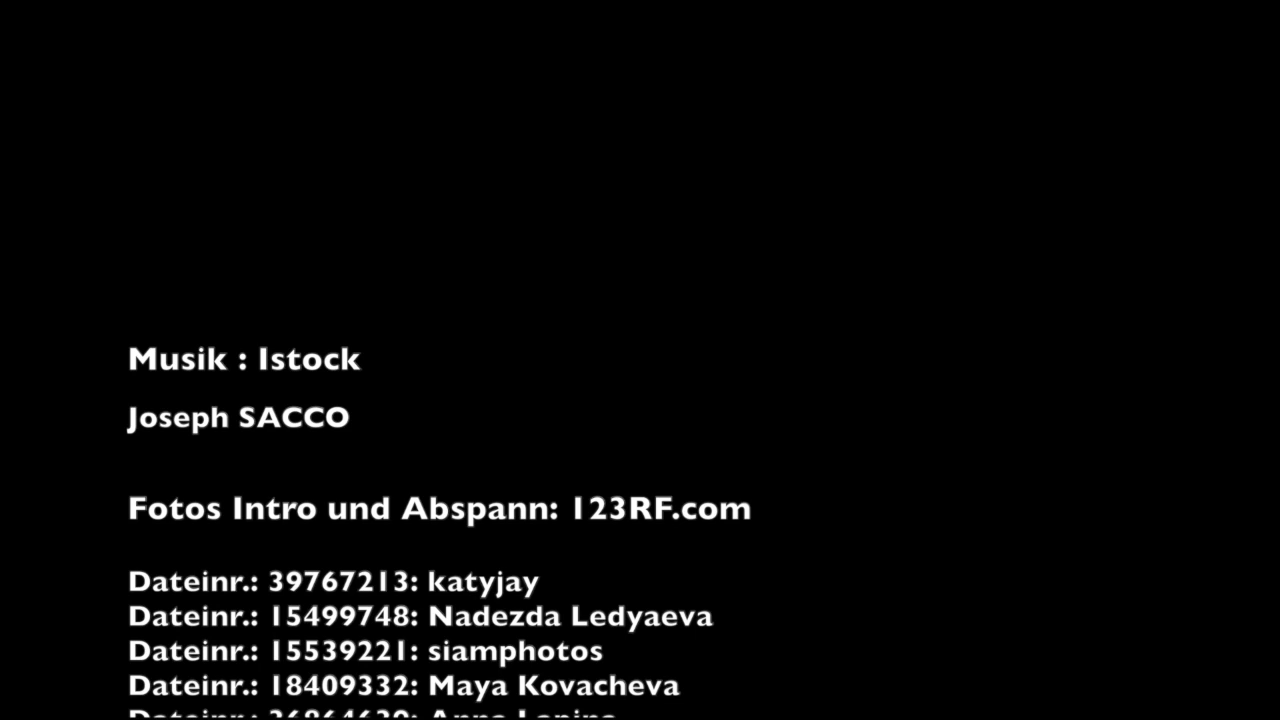 Musik : Istock
Joseph SACCO
Fotos Intro und Abspann: 123RF.com
Dateinr.: 39767213: katyjay
Dateinr.: 15499748: Nadezda Ledyaeva
Dateinr.: 15539221: siamphotos
Dateinr.: 18409332: Maya Kovacheva